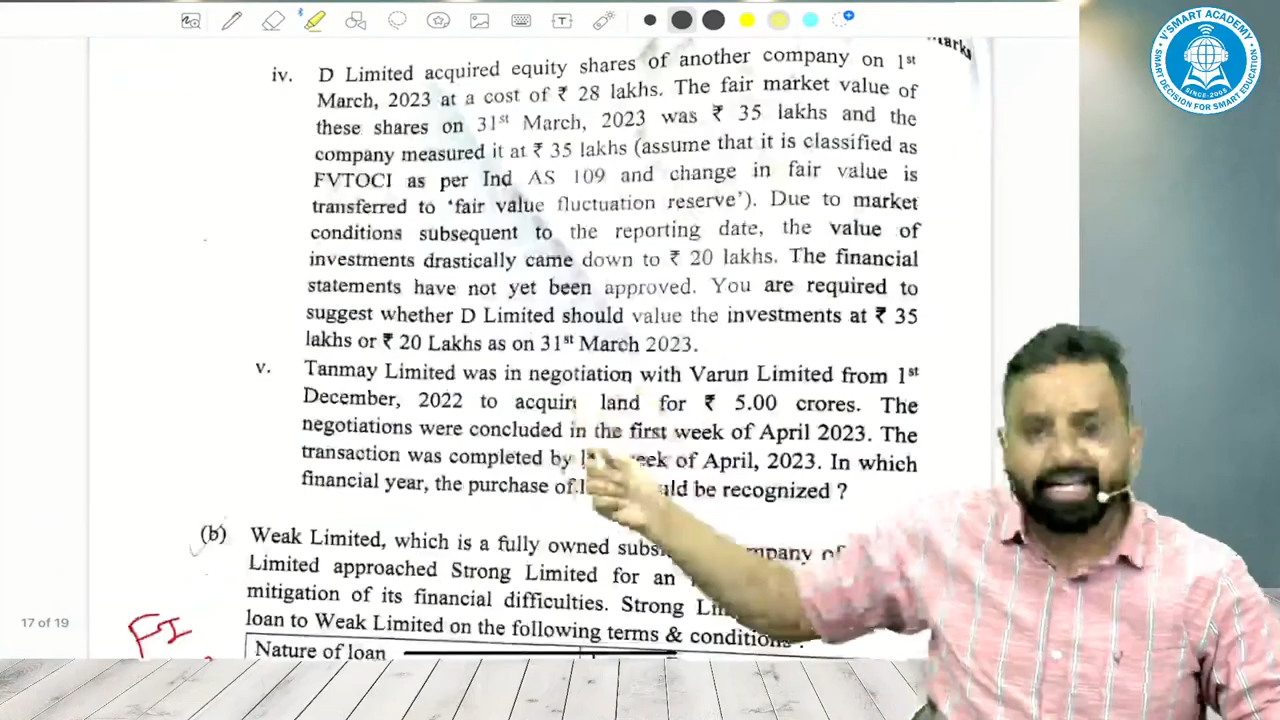 V'SMART ACADEMY
SINCE-2005
SMART DECISION FOR SMART EDUCATION
T
iv. D Limited acquired equity shares of another company on 1st
March, 2023 at a cost of ₹ 28 lakhs. The fair market value of
these shares on 31st March, 2023 was ₹ 35 lakhs and the
company measured it at ₹ 35 lakhs (assume that it is classified as
FVTOCI as per Ind AS 109 and change in fair value is
transferred to 'fair value fluctuation reserve'). Due to market
conditions subsequent to the reporting date, the value of
investments drastically came down to ₹ 20 lakhs. The financial
statements have not yet been approved. You are required to
suggest whether D Limited should value the investments at ₹ 35
lakhs or ₹ 20 Lakhs as on 31st March 2023.
v. Tanmay Limited was in negotiation with Varun Limited from 1st
December, 2022 to acquire land for ₹ 5.00 crores. The
negotiations were concluded in the first week of April 2023. The
transaction was completed by week of April, 2023. In which
financial year, the purchase of be recognized ?
(b) Weak Limited, which is a fully owned
Limited approached Strong Limited for an
mitigation of its financial difficulties. Strong
loan to Weak Limited on the following terms & conditions :
17 of 19
FI
Nature of loan